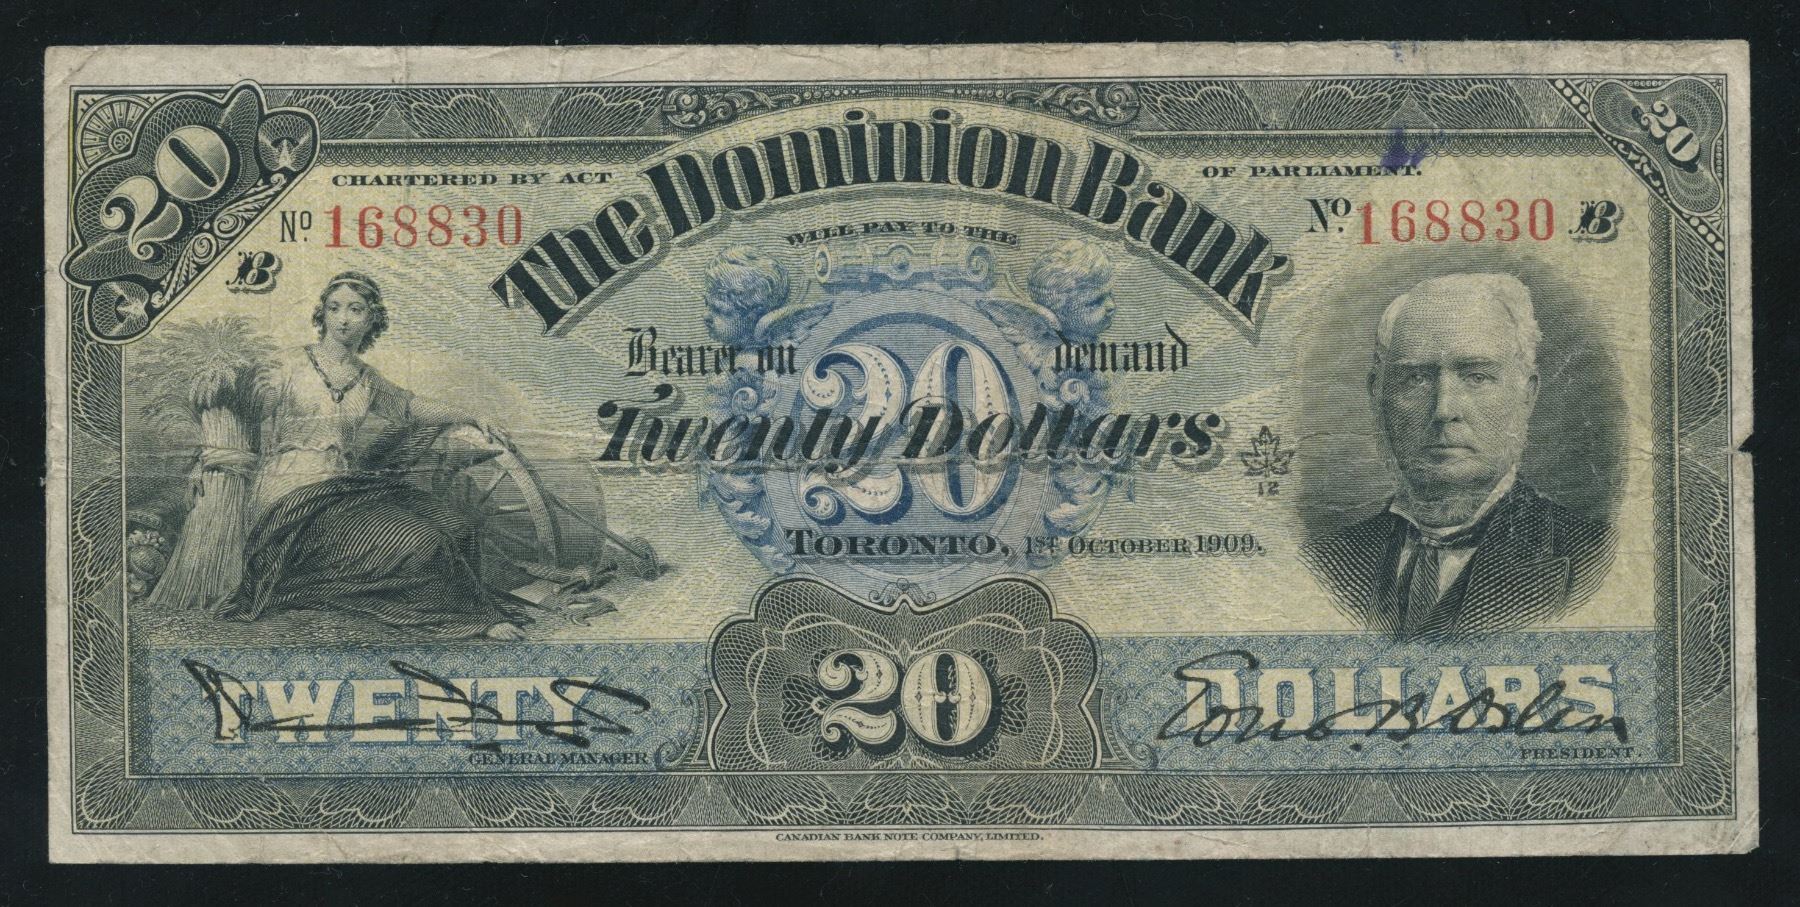 20
20
CHARTERED BY ACT
The Dominion Bank
OF PARLIAMENT.
Nº 168830
B
Nº 168830 B
WILL PAY TO THE
Bearer on
20
demand
Twenty Dollars
12
TORONTO, 1ST OCTOBER 1909.
TWENTY
20
DOLLARS
GENERAL MANAGER
PRESIDENT.
CANADIAN BANK NOTE COMPANY, LIMITED.